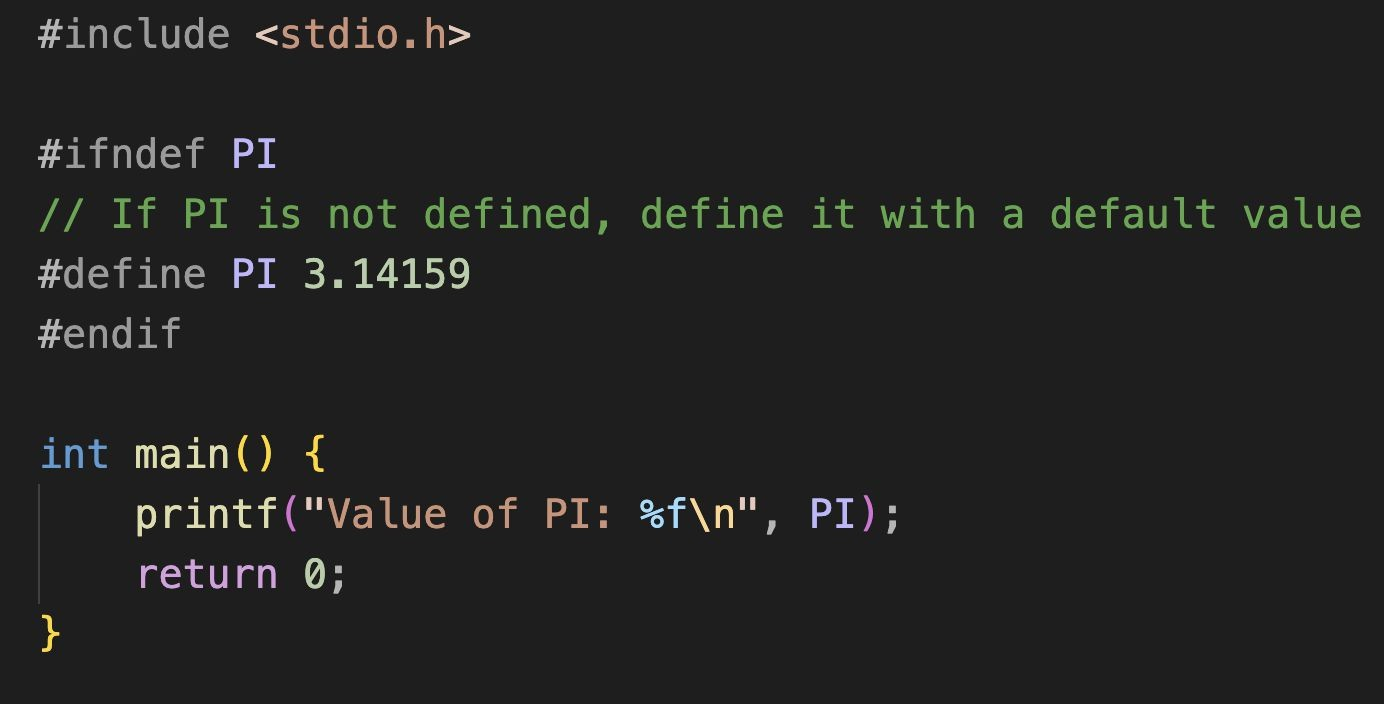 #include <stdio.h>
#ifndef PI
// If PI is not defined, define it with a default value
#define PI 3.14159
#endif
int main() {
    printf("Value of PI: %f\n", PI);
    return 0;
}